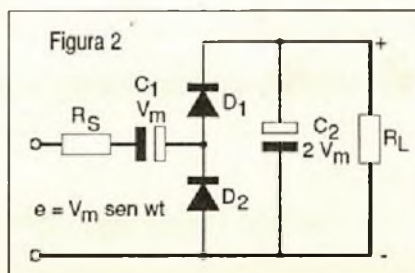 Figura 2
+
C1
Vm
D1
RS
C2
2 Vm
RL
D2
e = Vm sen wt
-